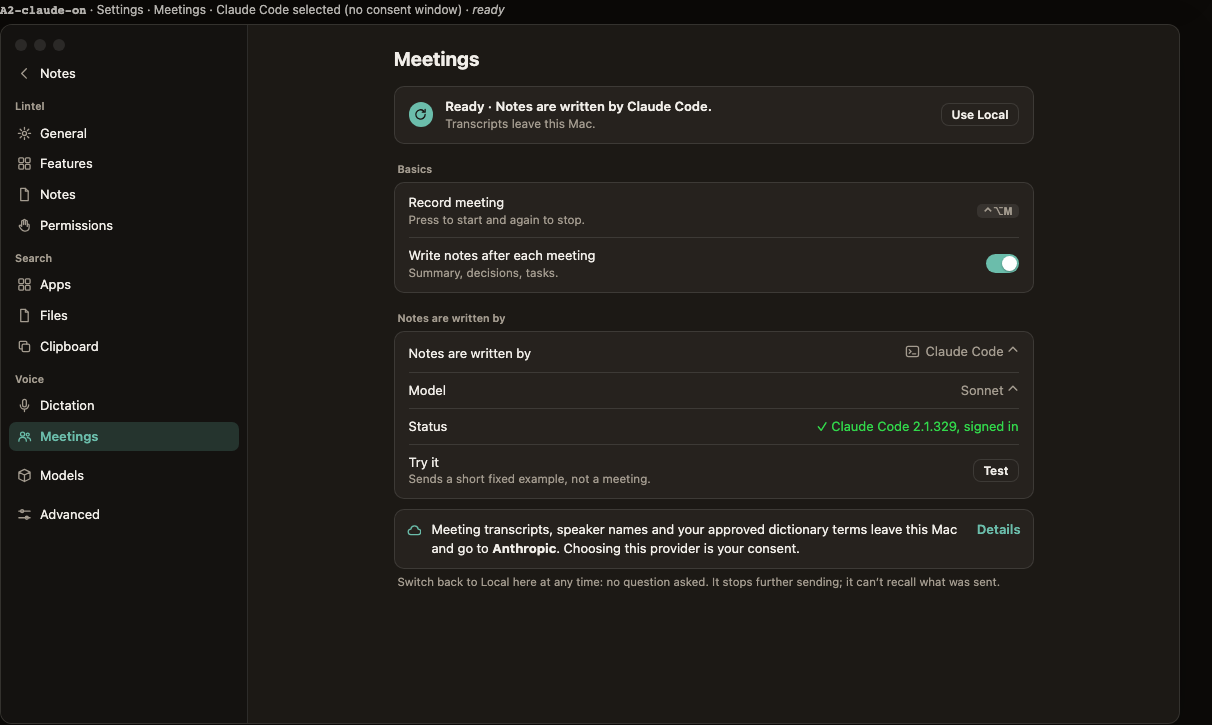 A2-claude-on · Settings · Meetings · Claude Code selected (no consent window) · ready
Notes
Lintel
General
Features
Notes
Permissions
Search
Apps
Files
Clipboard
Voice
Dictation
Meetings
Models
Advanced
Meetings
Ready · Notes are written by Claude Code.
Transcripts leave this Mac.
Use Local
Basics
Record meeting
Press to start and again to stop.
⌃⌥M
Write notes after each meeting
Summary, decisions, tasks.
Notes are written by
Notes are written by
Claude Code
Model
Sonnet
Status
✓ Claude Code 2.1.329, signed in
Try it
Sends a short fixed example, not a meeting.
Test
Meeting transcripts, speaker names and your approved dictionary terms leave this Mac
and go to Anthropic. Choosing this provider is your consent.
Details
Switch back to Local here at any time: no question asked. It stops further sending; it can’t recall what was sent.